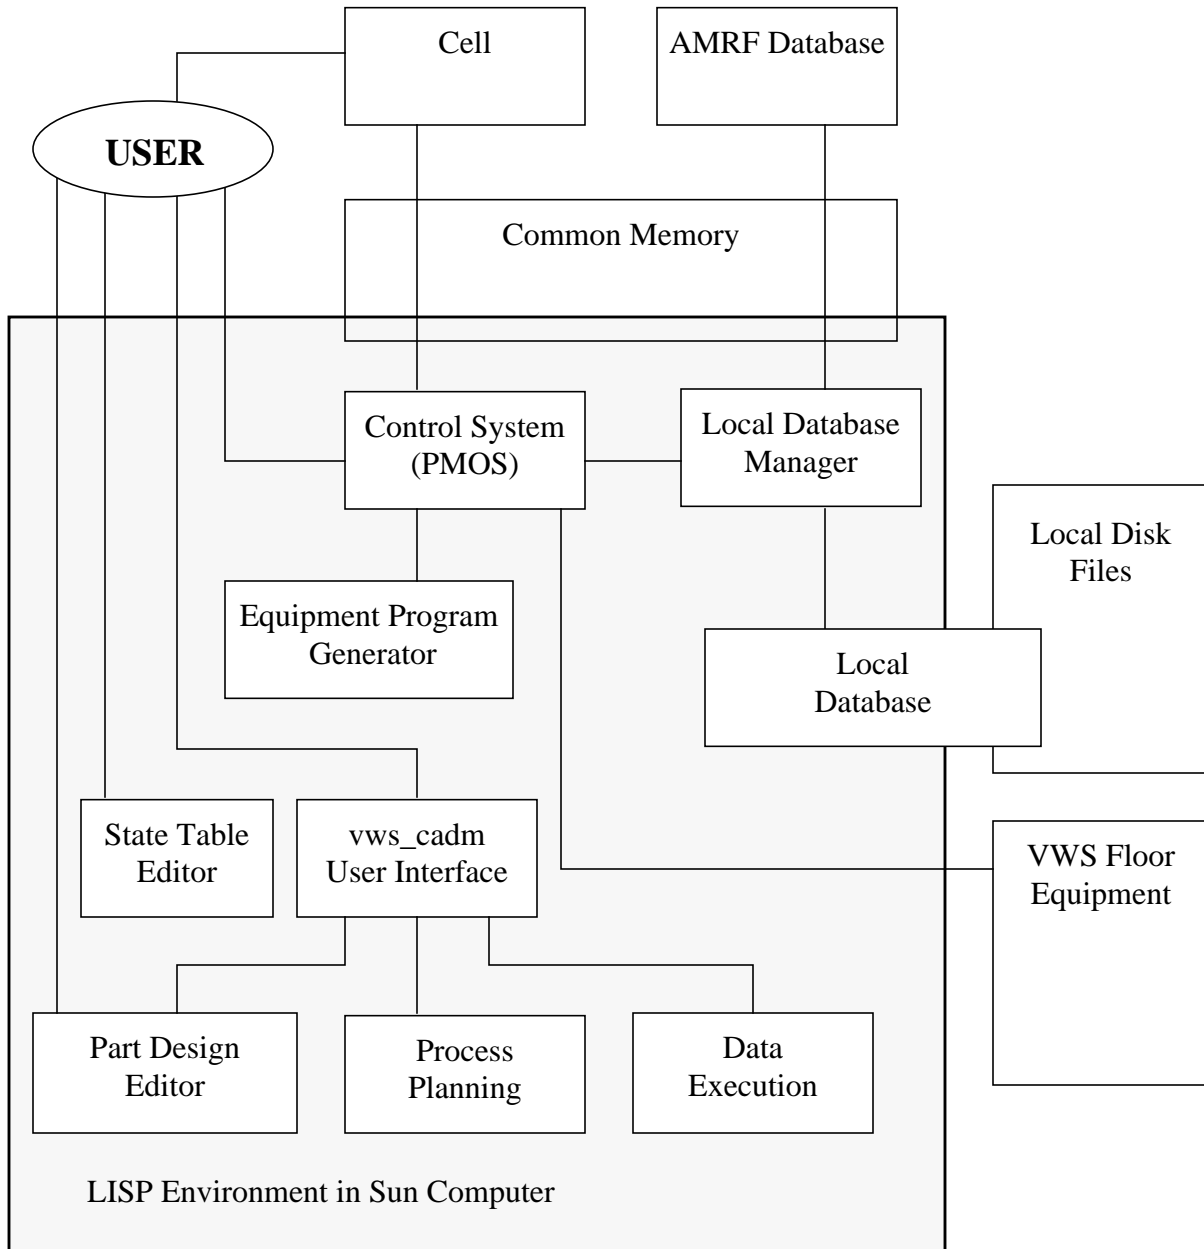 Cell
AMRF Database
USER
Common Memory
Control System
(PMOS)
Local Database
Manager
Local Disk
Files
Equipment Program
Generator
Local
Database
State Table
Editor
vws_cadm
User Interface
VWS Floor
Equipment
Part Design
Editor
Process
Planning
Data
Execution
LISP Environment in Sun Computer